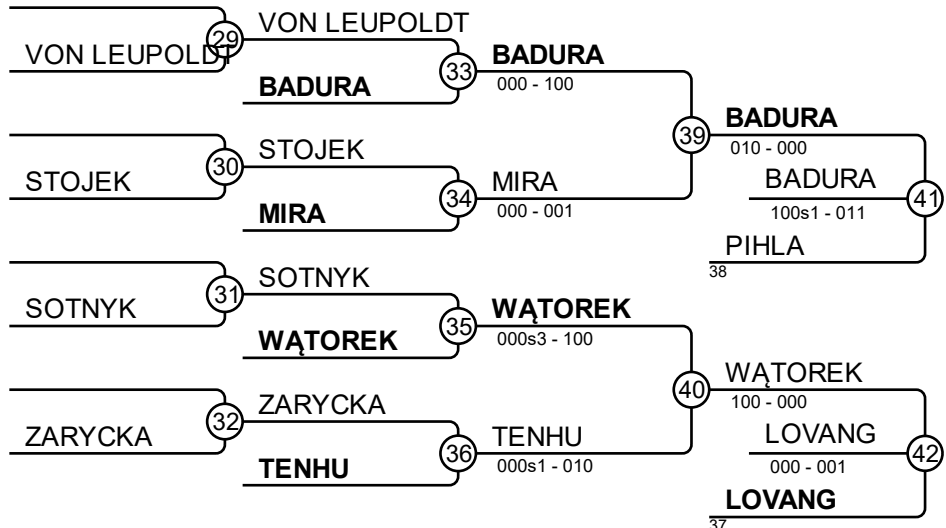 29
VON LEUPOLDT
VON LEUPOLDT
33
BADURA
BADURA
000 - 100
30
STOJEK
STOJEK
34
MIRA
MIRA
000 - 001
39
BADURA
010 - 000
BADURA
100s1 - 011
41
PIHLA
38
31
SOTNYK
SOTNYK
35
WĄTOREK
WĄTOREK
000s3 - 100
32
ZARYCKA
ZARYCKA
36
TENHU
TENHU
000s1 - 010
40
WĄTOREK
100 - 000
LOVANG
000 - 001
42
LOVANG
37